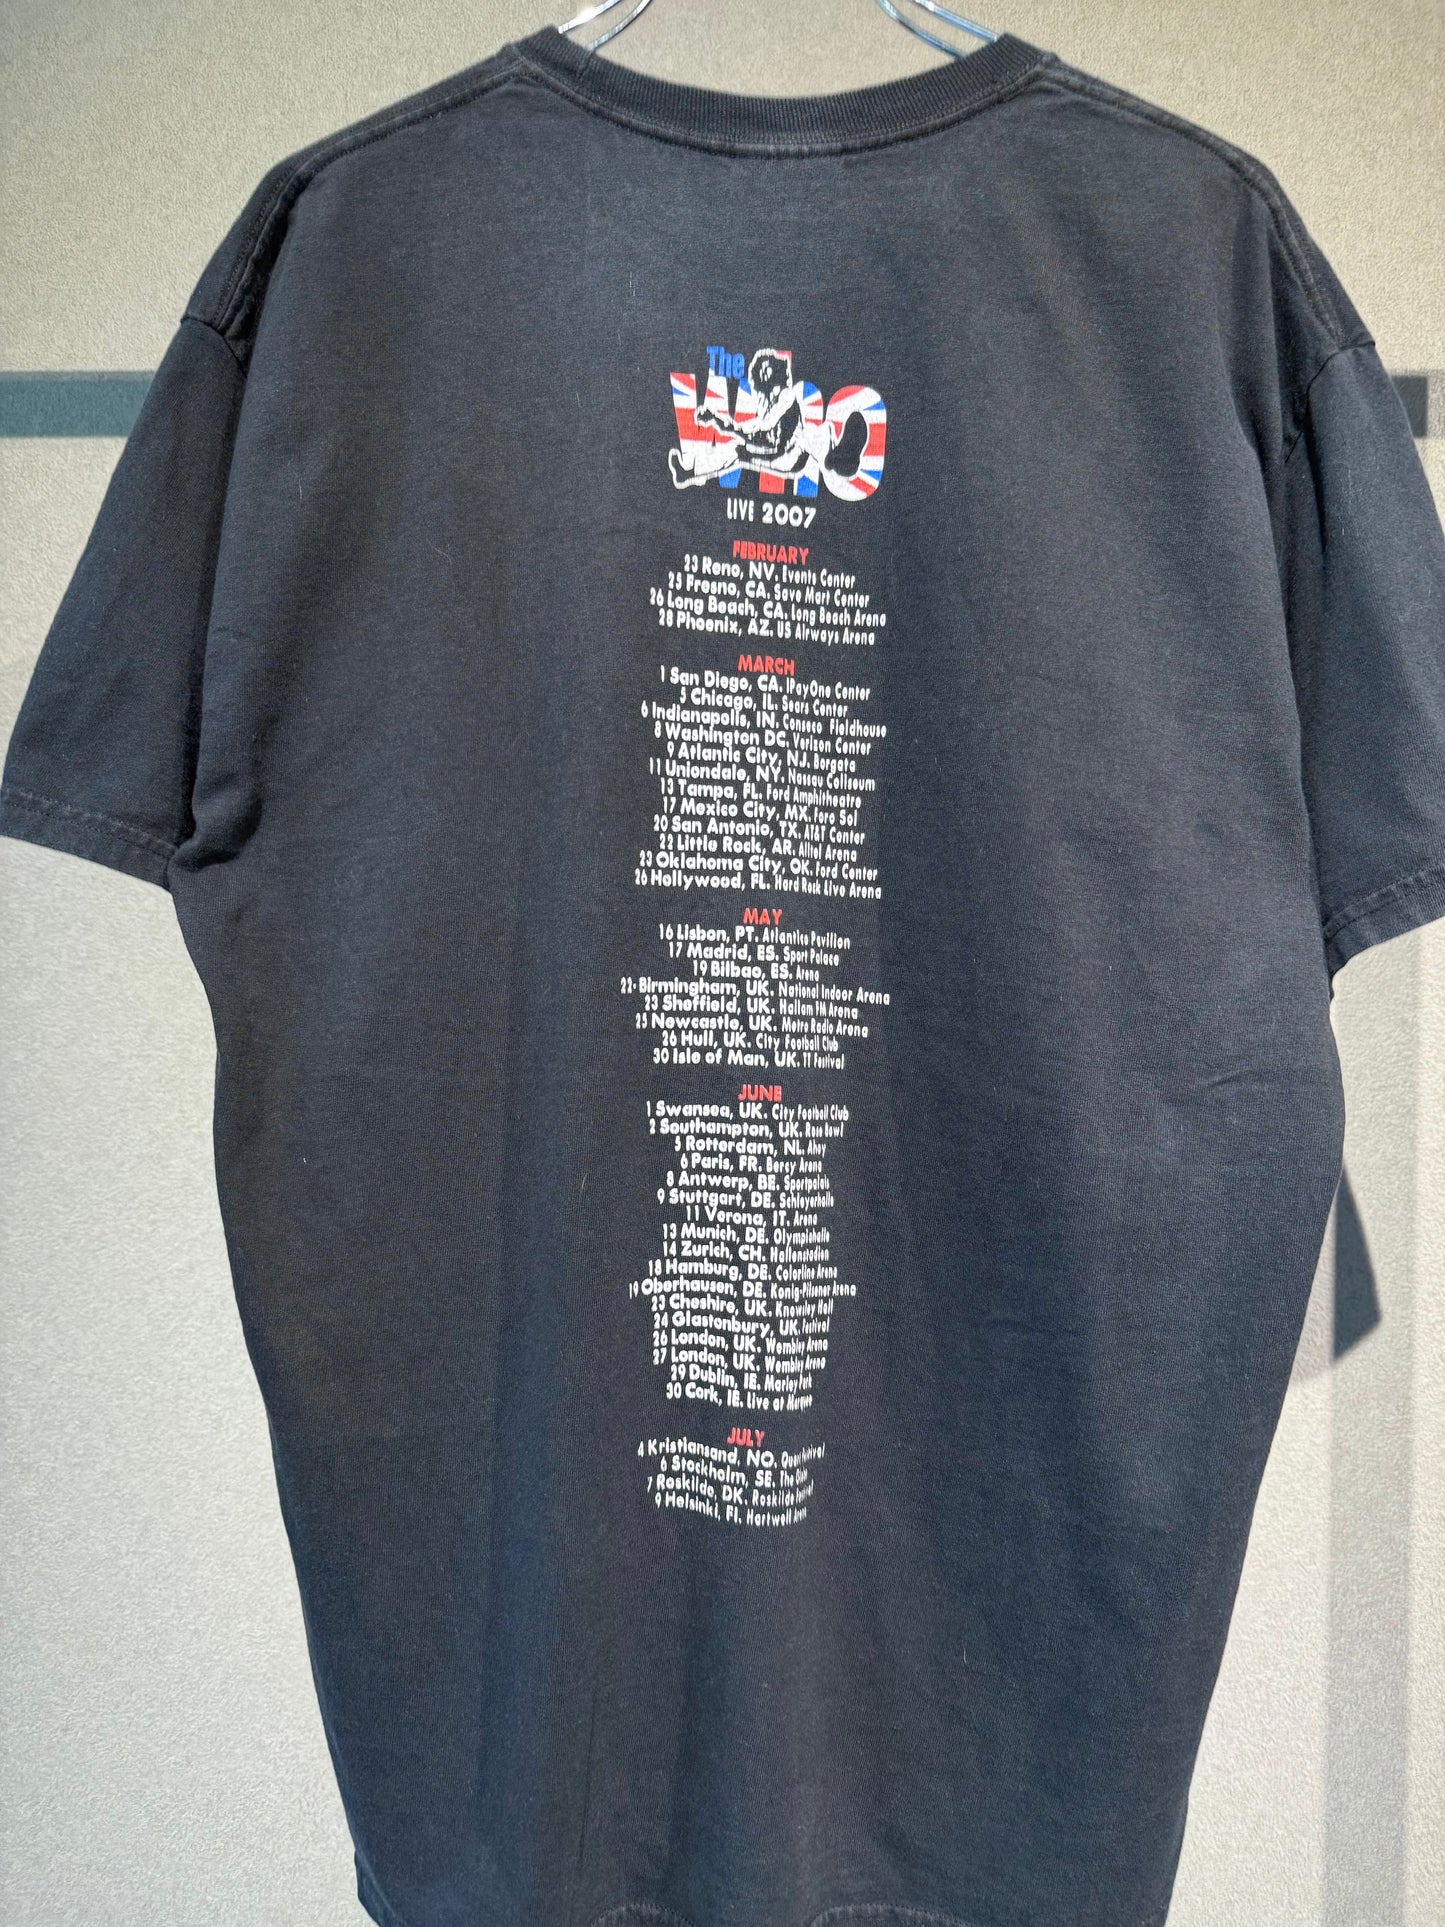 The
WHO
LIVE 2007
FEBRUARY
23 Reno, NV. Events Center
25 Fresno, CA. Save Mart Center
26 Long Beach, CA. Long Beach Arena
28 Phoenix, AZ. US Airways Arena
MARCH
1 San Diego, CA. IPayOne Center
5 Chicago, IL. Sears Center
6 Indianapolis, IN. Conseco Fieldhouse
8 Washington DC. Verizon Center
9 Atlantic City, NJ. Borgata
11 Uniondale, NY. Nassau Coliseum
13 Tampa, FL. Ford Amphitheatre
17 Mexico City, MX. Foro Sol
20 San Antonio, TX. AT&T Center
22 Little Rock, AR. Alltel Arena
23 Oklahoma City, OK. Ford Center
26 Hollywood, FL. Hard Rock Live Arena
MAY
16 Lisbon, PT. Atlantico Pavilion
17 Madrid, ES. Sport Palace
19 Bilbao, ES. Arena
22 Birmingham, UK. National Indoor Arena
23 Sheffield, UK. Hallam FM Arena
25 Newcastle, UK. Metro Radio Arena
26 Hull, UK. City Football Club
30 Isle of Man, UK. TT Festival
JUNE
1 Swansea, UK. City Football Club
2 Southampton, UK. Rose Bowl
5 Rotterdam, NL. Ahoy
6 Paris, FR. Bercy Arena
8 Antwerp, BE. Sportpaleis
9 Stuttgart, DE. Schleyerhalle
11 Verona, IT. Arena
13 Munich, DE. Olympiahalle
14 Zurich, CH. Hallenstadion
18 Hamburg, DE. Colorline Arena
19 Oberhausen, DE. Konig-Pilsener Arena
23 Cheshire, UK. Knowsley Hall
24 Glastonbury, UK. Festival
26 London, UK. Wembley Arena
27 London, UK. Wembley Arena
29 Dublin, IE. Marley Park
30 Cork, IE. Live at Marquee
JULY
4 Kristiansand, NO. Quart Festival
6 Stockholm, SE. The Globe
7 Roskilde, DK. Roskilde Festival
9 Helsinki, FI. Hartwell Arena